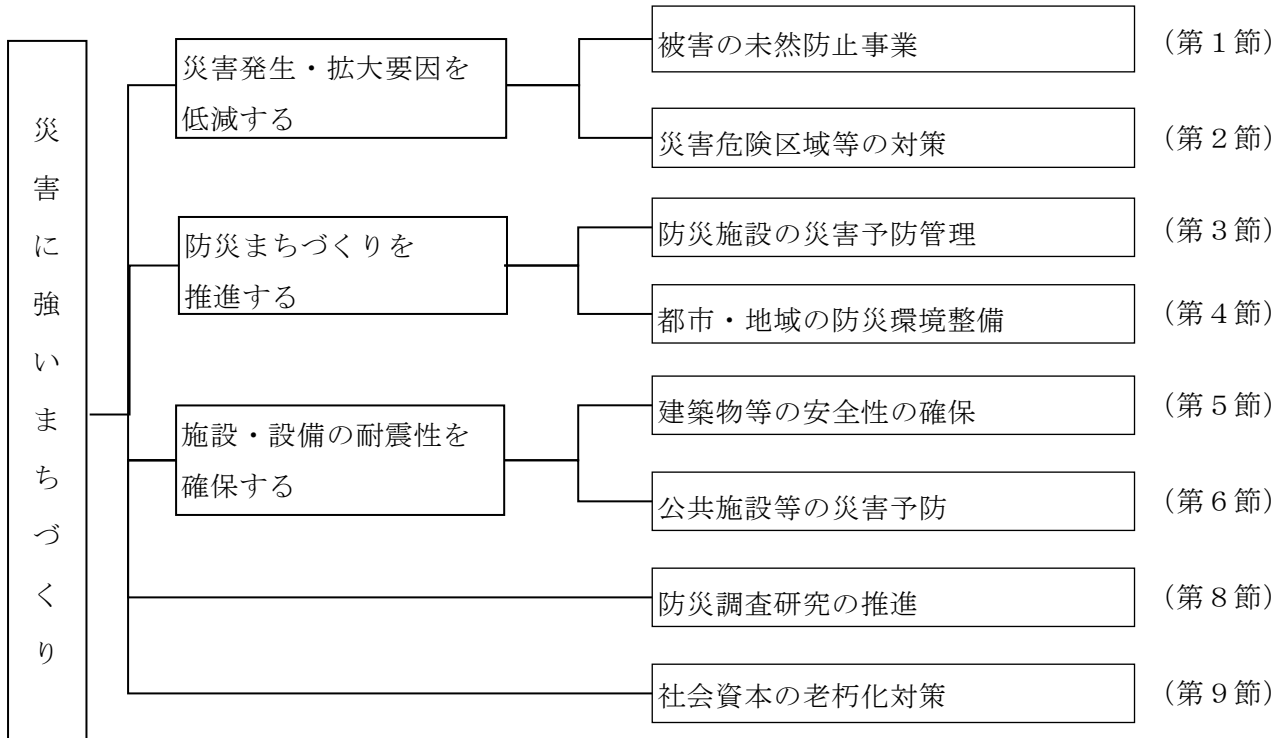 災害に強いまちづくり
災害発生・拡大要因を
低減する
被害の未然防止事業
(第1節)
災害危険区域等の対策
(第2節)
防災まちづくりを
推進する
防災施設の災害予防管理
(第3節)
都市・地域の防災環境整備
(第4節)
施設・設備の耐震性を
確保する
建築物等の安全性の確保
(第5節)
公共施設等の災害予防
(第6節)
防災調査研究の推進
(第8節)
社会資本の老朽化対策
(第9節)